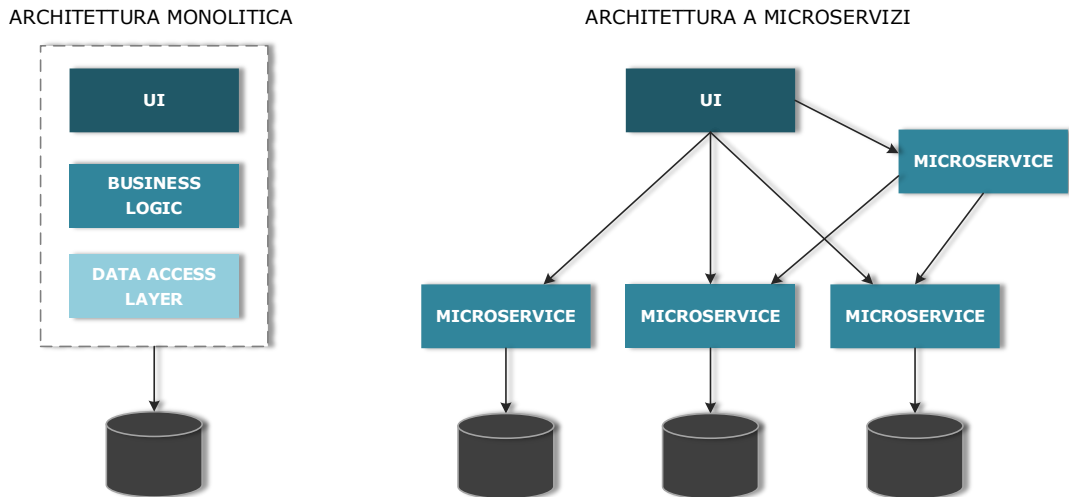 ARCHITETTURA MONOLITICA
UI
BUSINESS
LOGIC
DATA ACCESS
LAYER
ARCHITETTURA A MICROSERVIZI
UI
MICROSERVICE
MICROSERVICE
MICROSERVICE
MICROSERVICE